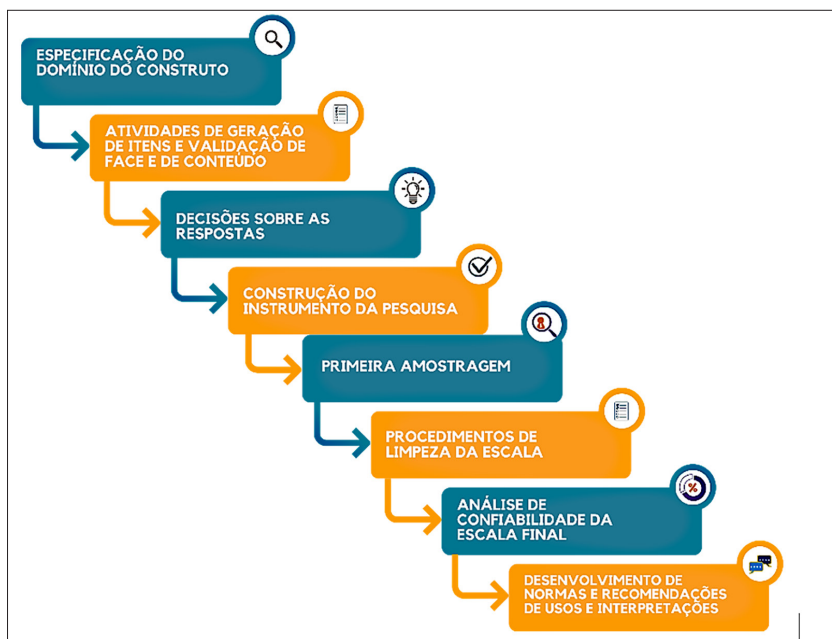 ESPECIFICAÇÃO DO
DOMÍNIO DO CONSTRUTO
ATIVIDADES DE GERAÇÃO
DE ITENS E VALIDAÇÃO DE
FACE E DE CONTEÚDO
DECISÕES SOBRE AS
RESPOSTAS
CONSTRUÇÃO DO
INSTRUMENTO DA PESQUISA
PRIMEIRA AMOSTRAGEM
PROCEDIMENTOS DE
LIMPEZA DA ESCALA
%
ANÁLISE DE
CONFIABILIDADE DA
ESCALA FINAL
DESENVOLVIMENTO DE
NORMAS E RECOMENDAÇÕES
DE USOS E INTERPRETAÇÕES